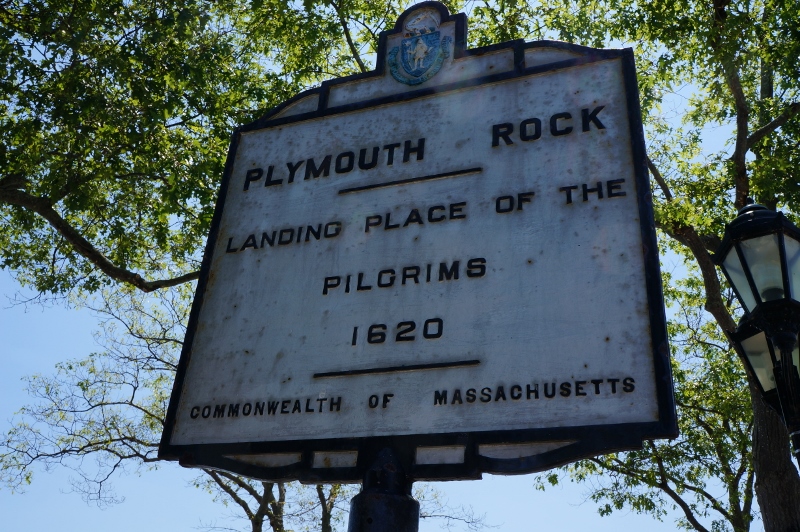 PLYMOUTH ROCK
LANDING PLACE OF THE
PILGRIMS
1620
COMMONWEALTH OF MASSACHUSETTS